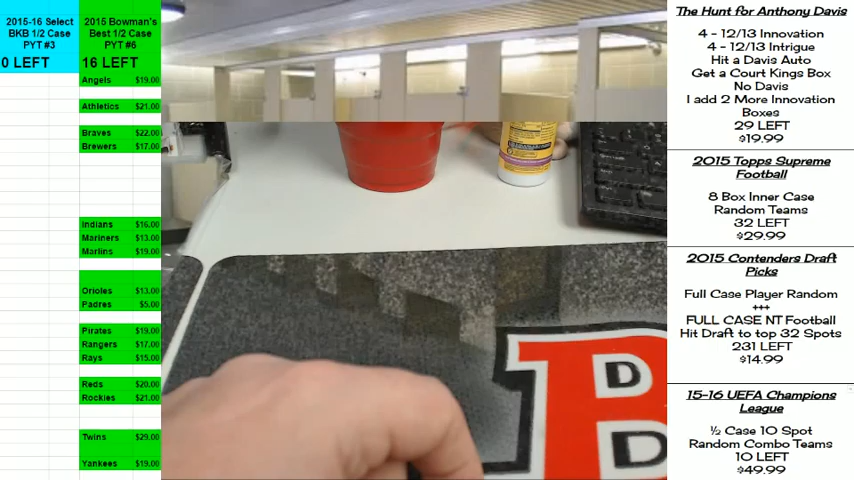 2015-16 Select
BKB 1/2 Case
PYT #3
0 LEFT
2015 Bowman's
Best 1/2 Case
PYT #6
16 LEFT
Angels $19.00
Athletics $21.00
Braves $22.00
Brewers $17.00
Indians $16.00
Mariners $13.00
Marlins $19.00
Orioles $13.00
Padres $5.00
Pirates $19.00
Rangers $17.00
Rays $15.00
Reds $20.00
Rockies $21.00
Twins $29.00
Yankees $19.00
B
The Hunt for Anthony Davis
4 - 12/13 Innovation
4 - 12/13 Intrigue
Hit a Davis Auto
Get a Court Kings Box
No Davis
I add 2 More Innovation
Boxes
29 LEFT
$19.99
2015 Topps Supreme
Football
8 Box Inner Case
Random Teams
32 LEFT
$29.99
2015 Contenders Draft
Picks
Full Case Player Random
+++
FULL CASE NT Football
Hit Draft to top 32 Spots
231 LEFT
$14.99
15-16 UEFA Champions
League
½ Case 10 Spot
Random Combo Teams
10 LEFT
$49.99